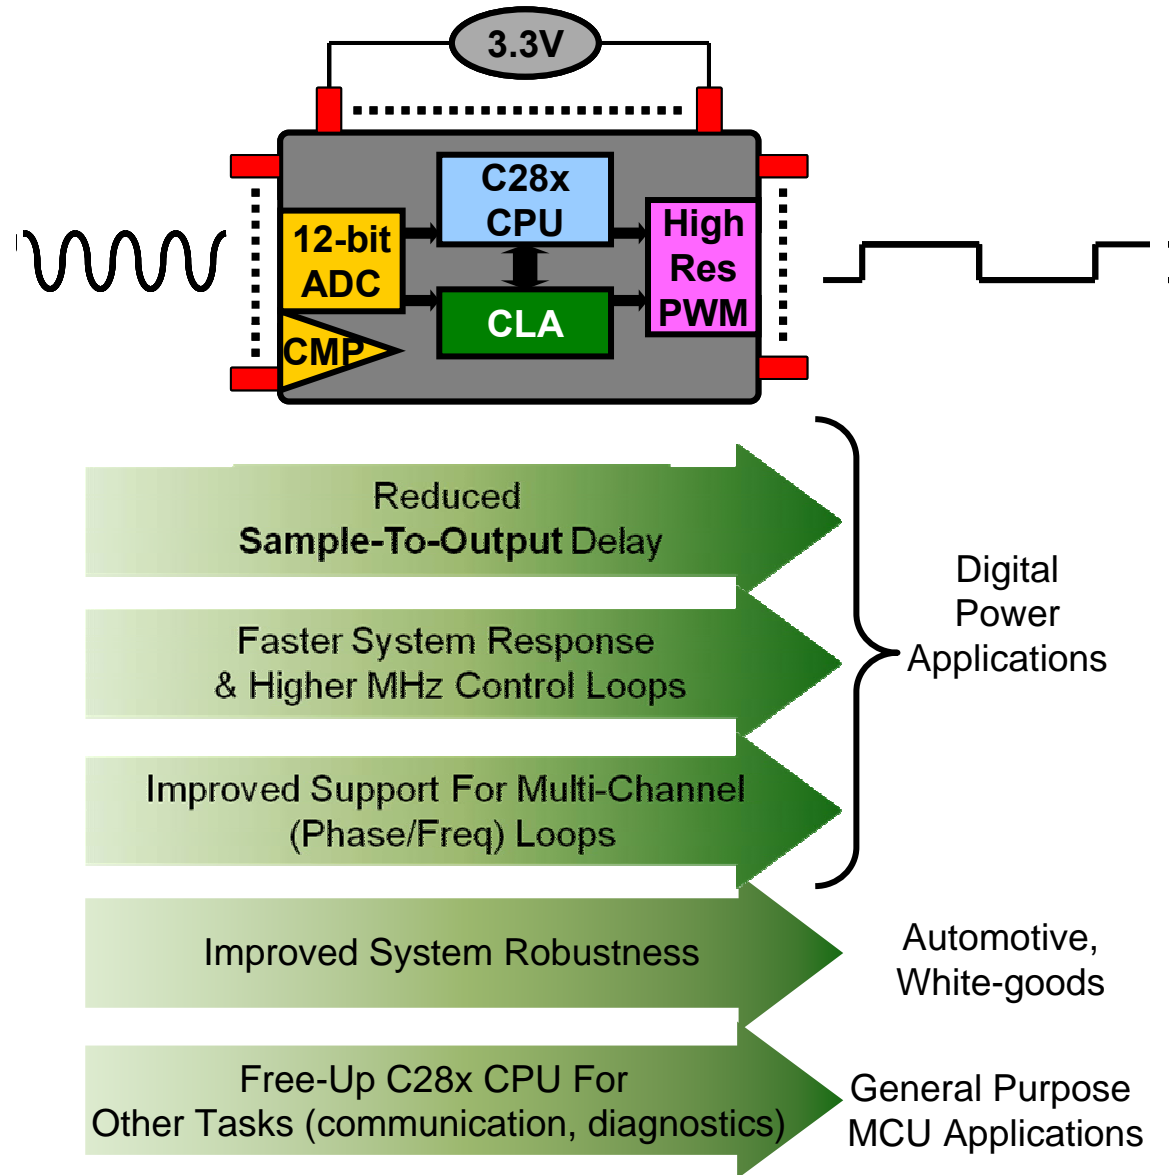 3.3V
C28x
CPU
12-bit
ADC
High
Res
PWM
CLA
CMP
Reduced
Sample-To-Output Delay
Faster System Response
& Higher MHz Control Loops
Improved Support For Multi-Channel
(Phase/Freq) Loops
Digital
Power
Applications
Improved System Robustness
Automotive,
White-goods
Free-Up C28x CPU For
Other Tasks (communication, diagnostics)
General Purpose
MCU Applications